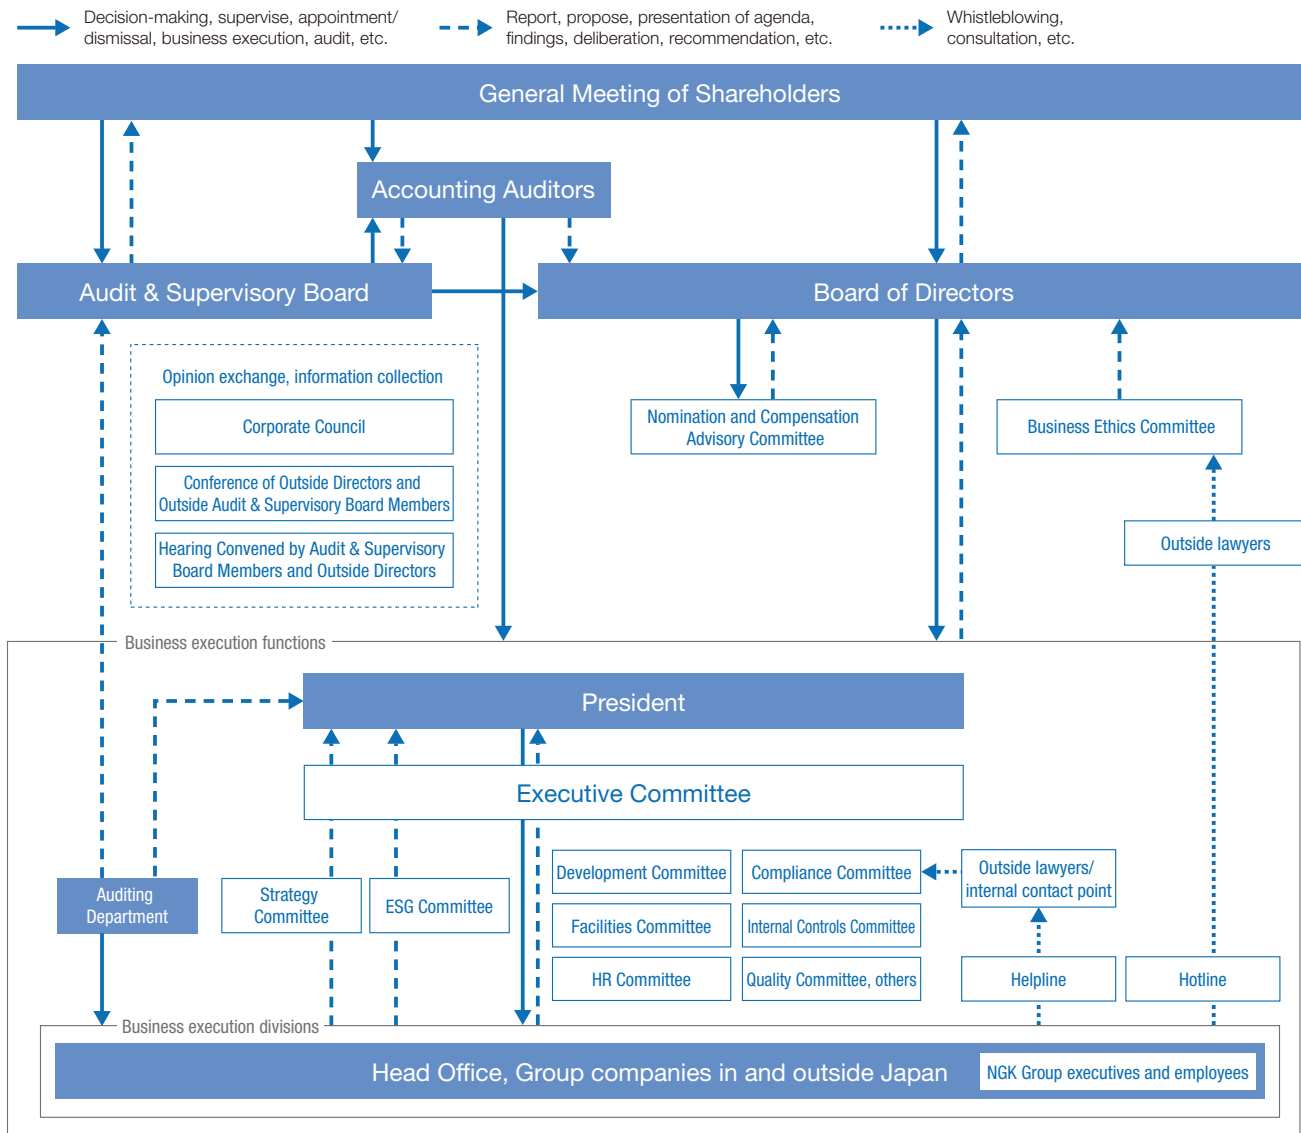 Decision-making, supervise, appointment/
dismissal, business execution, audit, etc.
Report, propose, presentation of agenda,
findings, deliberation, recommendation, etc.
Whistleblowing,
consultation, etc.
General Meeting of Shareholders
Accounting Auditors
Audit & Supervisory Board
Board of Directors
Opinion exchange, information collection
Corporate Council
Conference of Outside Directors and
Outside Audit & Supervisory Board Members
Hearing Convened by Audit & Supervisory
Board Members and Outside Directors
Nomination and Compensation
Advisory Committee
Business Ethics Committee
Outside lawyers
Business execution functions
President
Executive Committee
Auditing
Department
Strategy
Committee
ESG Committee
Development Committee
Compliance Committee
Outside lawyers/
internal contact point
Facilities Committee
Internal Controls Committee
HR Committee
Quality Committee, others
Helpline
Hotline
Business execution divisions
Head Office, Group companies in and outside Japan
NGK Group executives and employees